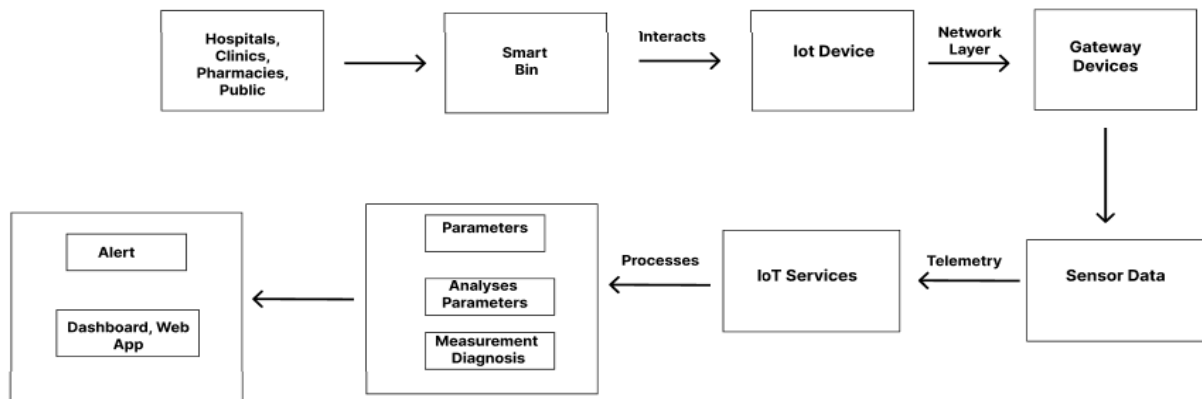 Hospitals,
Clinics,
Pharmacies,
Public
Smart
Bin
Interacts
Iot Device
Network
Layer
Gateway
Devices
Sensor Data
Telemetry
IoT Services
Processes
Parameters
Analyses
Parameters
Measurement
Diagnosis
Alert
Dashboard, Web
App